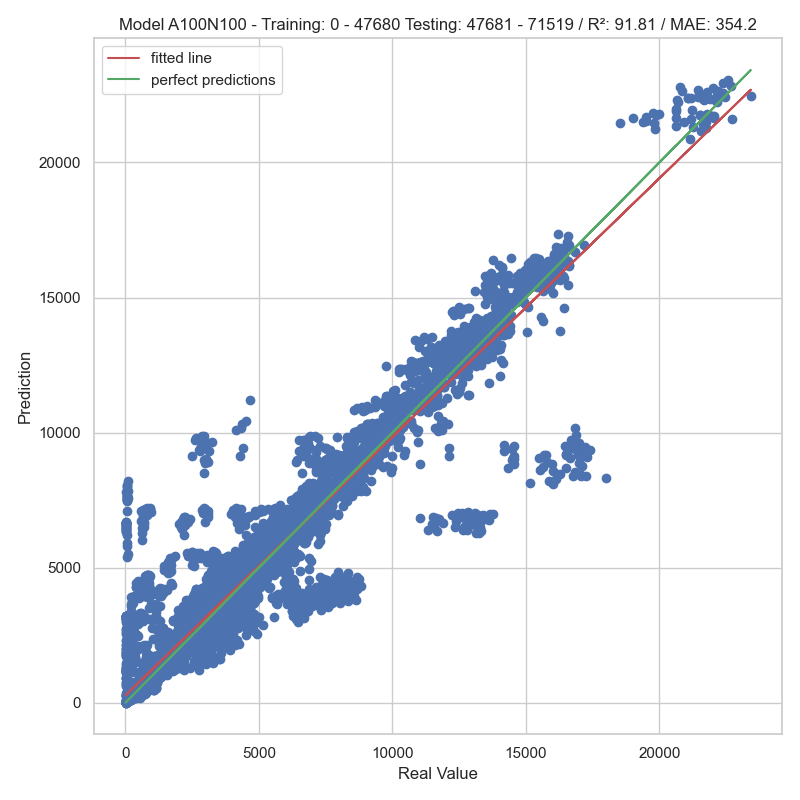 Model A100N100 - Training: 0 - 47680 Testing: 47681 - 71519 / R²: 91.81 / MAE: 354.2
fitted line
perfect predictions
20000
15000
10000
5000
0
Prediction
0 5000 10000 15000 20000
Real Value